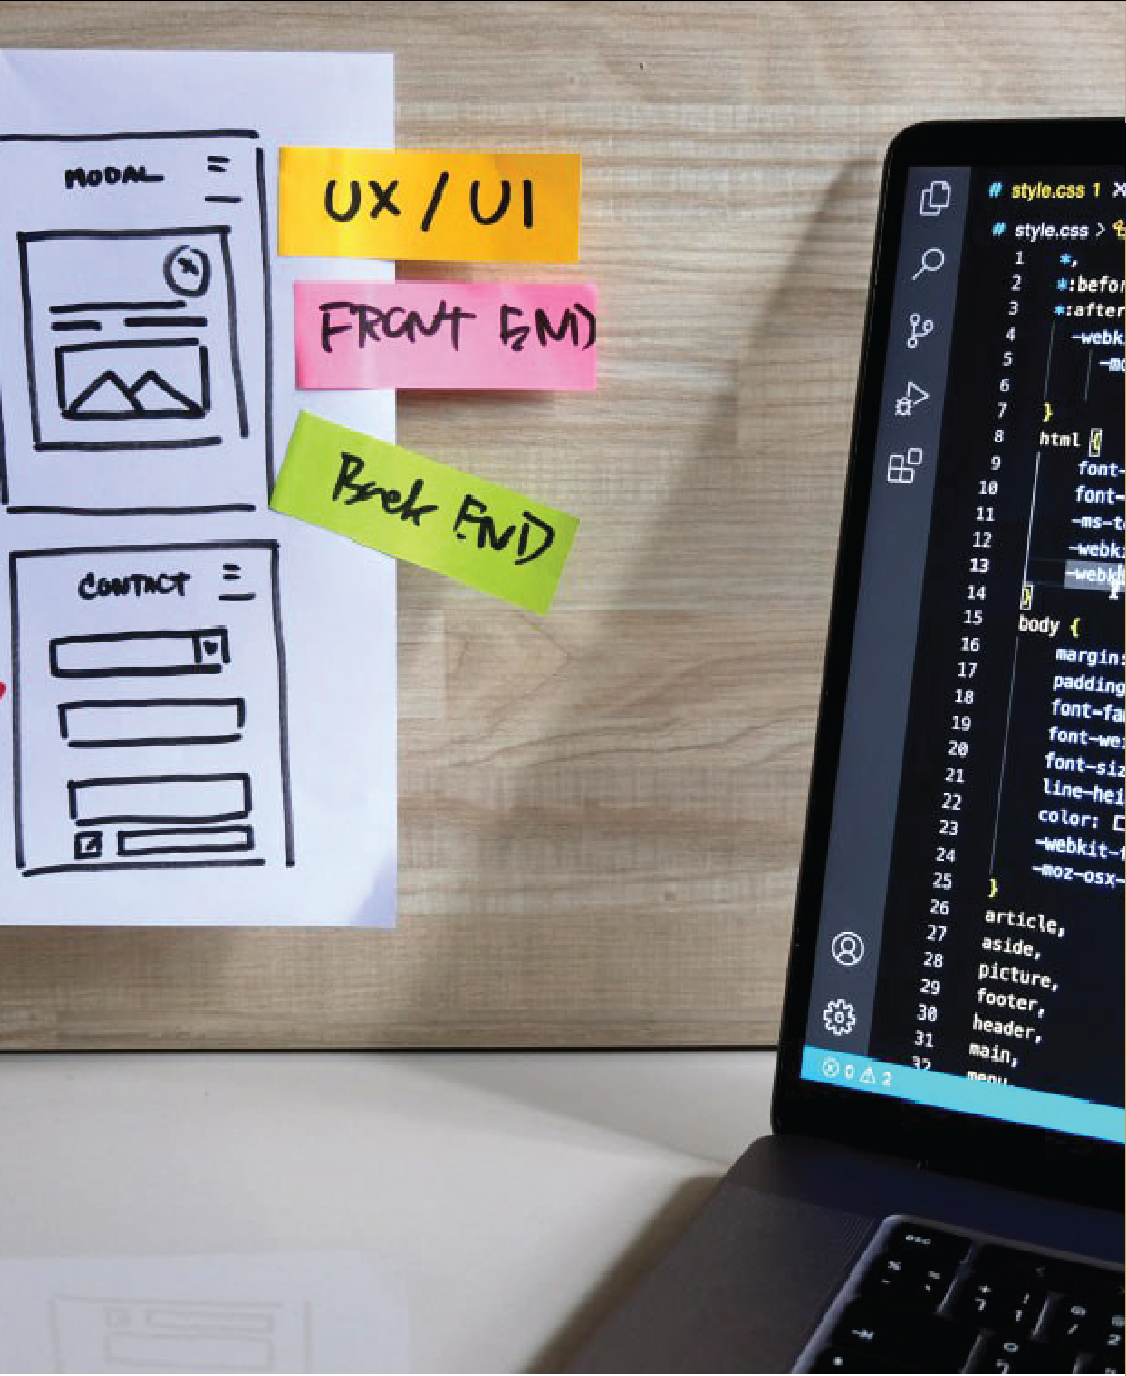 MODAL
UX / UI
FRONT END
Back END
CONTACT
# style.css 1
# style.css >
1 *,
2 *:befor
3 *:after
4 -webk
5 -mo
6
7 }
8 html {
9 font-
10 font-
11 -ms-t
12 -webk
13 -webk
14 }
15 body {
16 margin:
17 padding
18 font-fa
19 font-wei
20 font-siz
21 line-hei
22 color:
23 -webkit-f
24 -moz-osx-
25 }
26 article,
27 aside,
28 picture,
29 footer,
30 header,
31 main,
32 menu,
0 2
esc